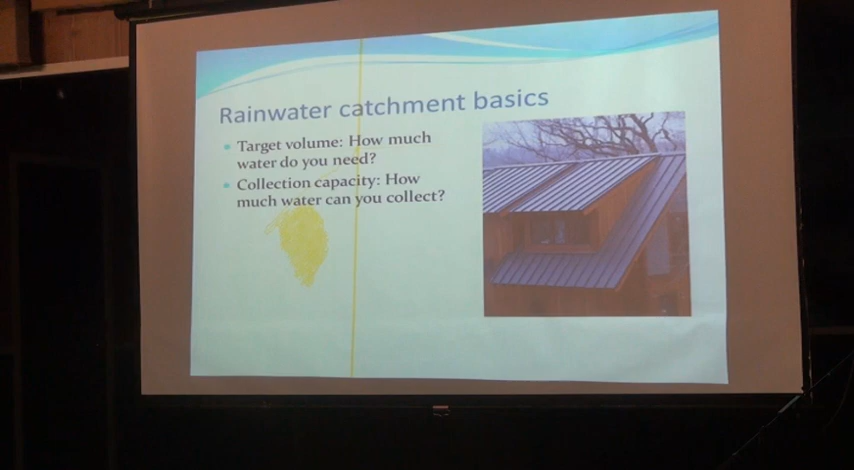 Rainwater catchment basics
Target volume: How much
water do you need?
Collection capacity: How
much water can you collect?